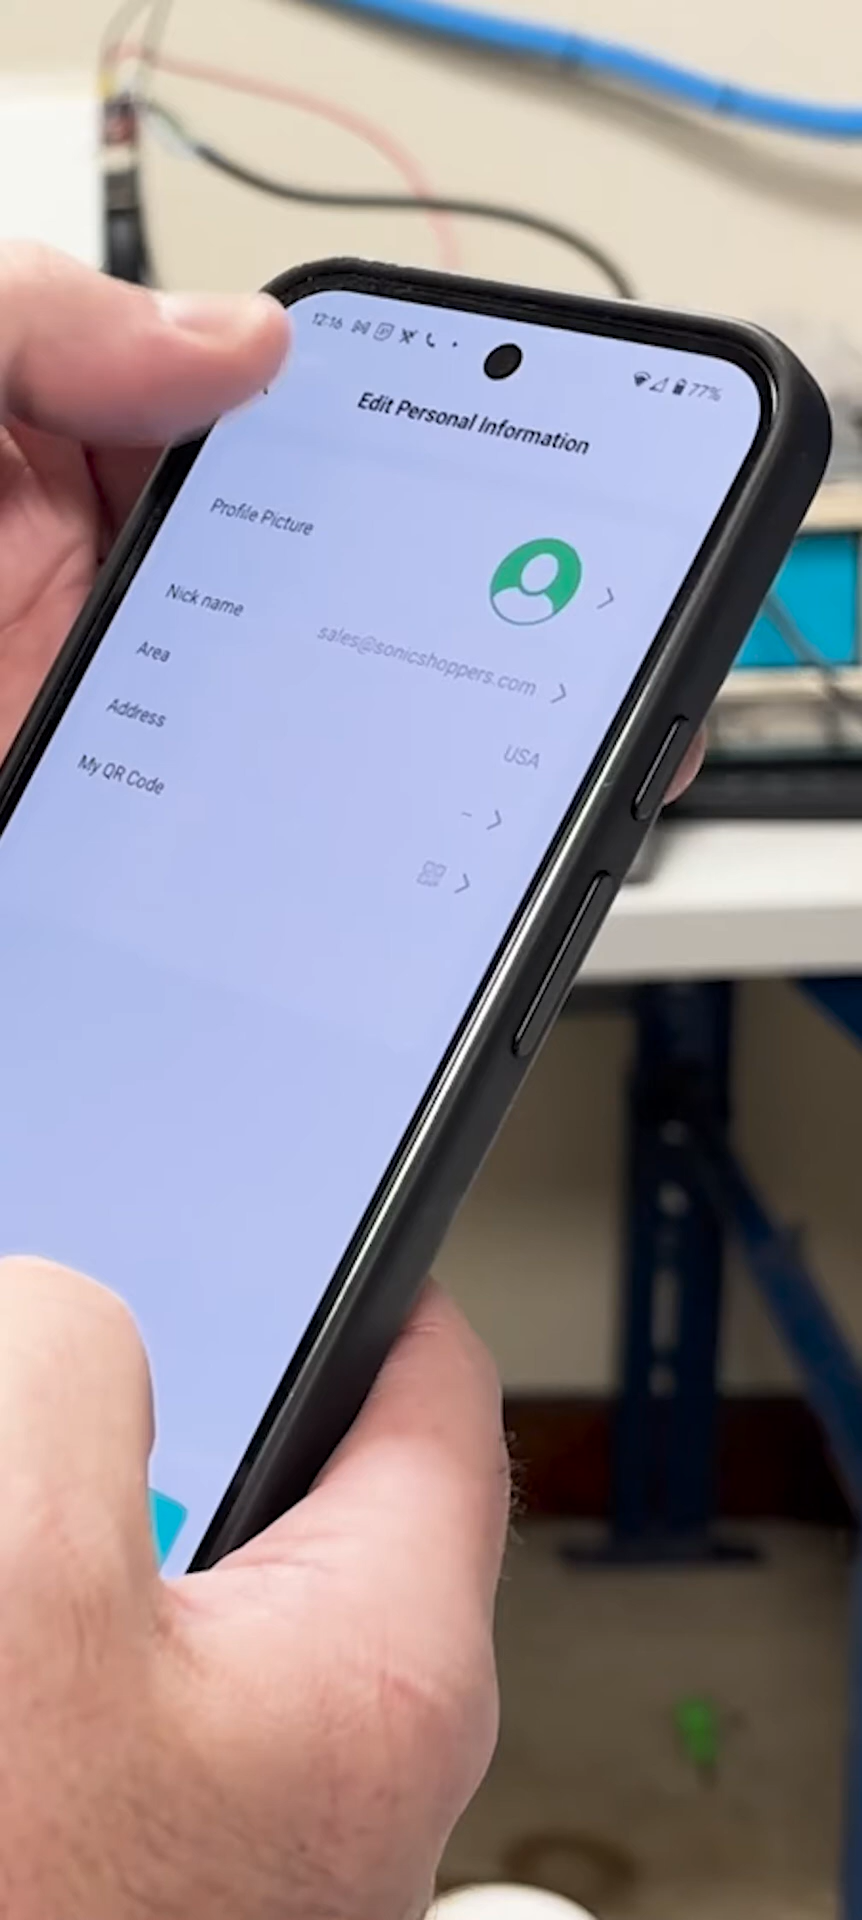 12:16
77%
Edit Personal Information
Profile Picture
Nick name
sales@sonicshoppers.com
Area
USA
Address
-
My QR Code